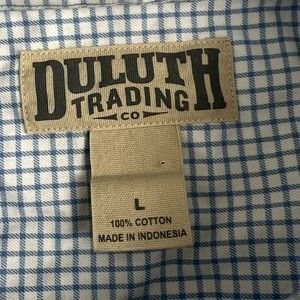 DULUTH
TRADING
CO
L
100% COTTON
MADE IN INDONESIA